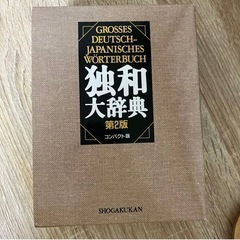 GROSSES
DEUTSCH-
JAPANISCHES
WÖRTERBUCH
独和
大辞典
第2版
コンパクト版
SHOGAKUKAN